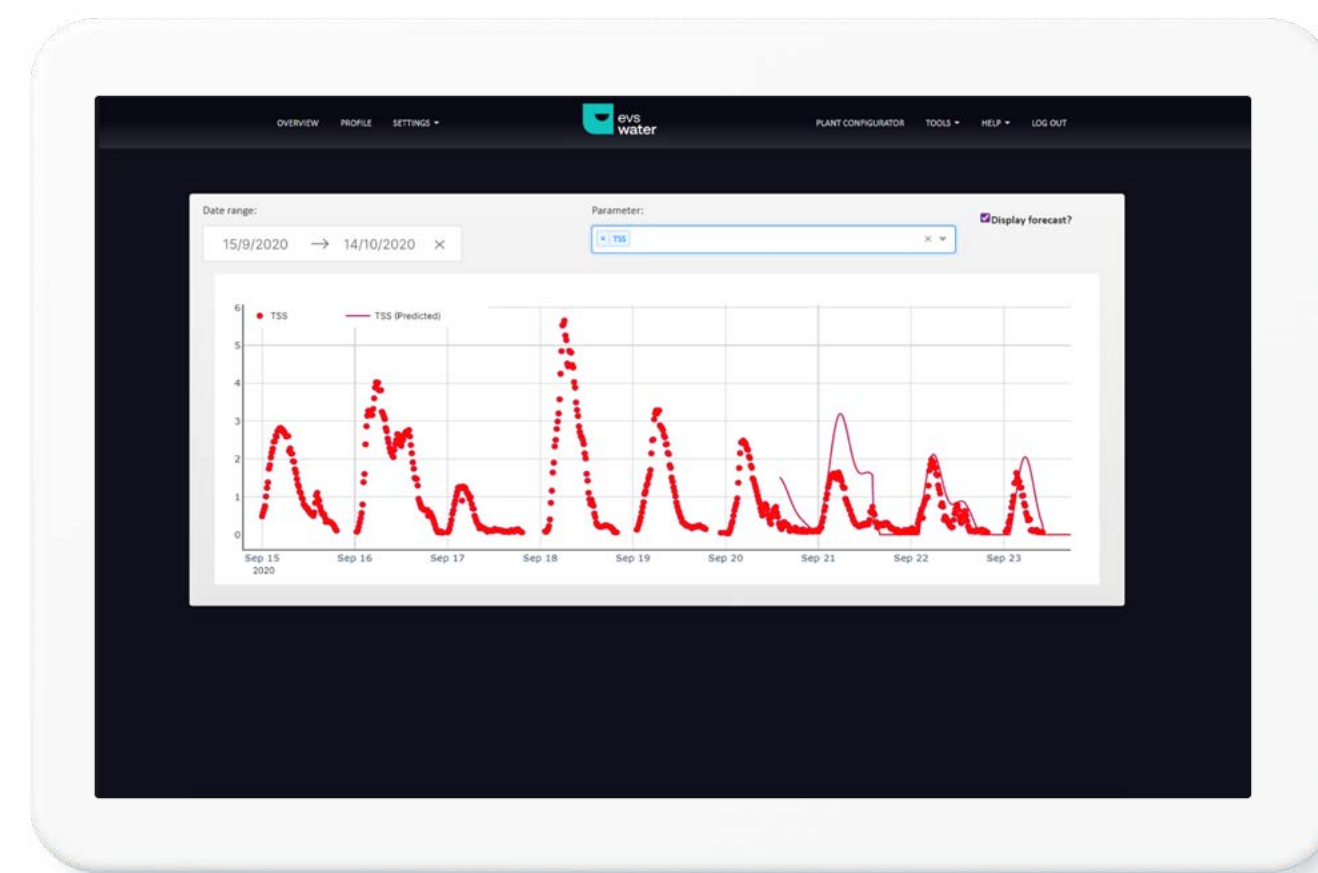 OVERVIEW PROFILE SETTINGS
evs
water
PLANT CONFIGURATOR TOOLS HELP LOG OUT
Date range:
15/9/2020 → 14/10/2020 ×
Parameter:
× TSS ×
Display forecast?
TSS TSS (Predicted)
6
5
4
3
2
1
0
Sep 15 Sep 16 Sep 17 Sep 18 Sep 19 Sep 20 Sep 21 Sep 22 Sep 23
2020